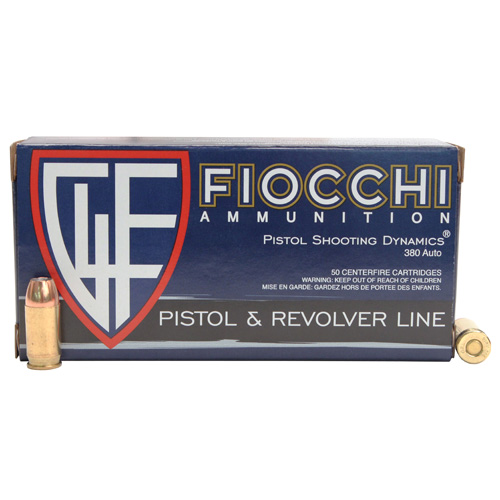 GFL
FIOCCHI
AMMUNITION
PISTOL SHOOTING DYNAMICS®
380 Auto
50 CENTERFIRE CARTRIDGES
WARNING: KEEP OUT OF REACH OF CHILDREN
MISE EN GARDE: GARDEZ HORS DE PORTEE DES ENFANTS.
PISTOL & REVOLVER LINE